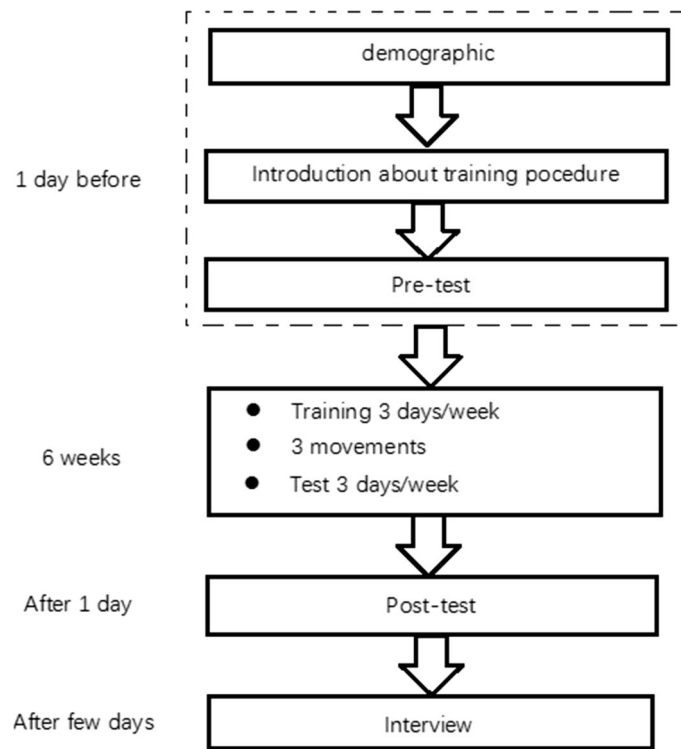 demographic
1 day before
Introduction about training pocedure
Pre-test
6 weeks
● Training 3 days/week
● 3 movements
● Test 3 days/week
After 1 day
Post-test
After few days
Interview